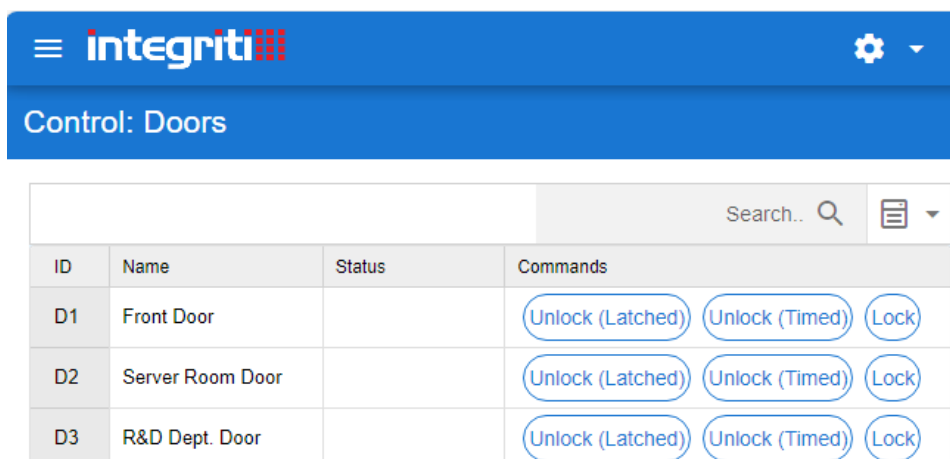 integriti
Control: Doors
Search..
ID Name Status Commands
D1 Front Door Unlock (Latched) Unlock (Timed) Lock
D2 Server Room Door Unlock (Latched) Unlock (Timed) Lock
D3 R&D Dept. Door Unlock (Latched) Unlock (Timed) Lock